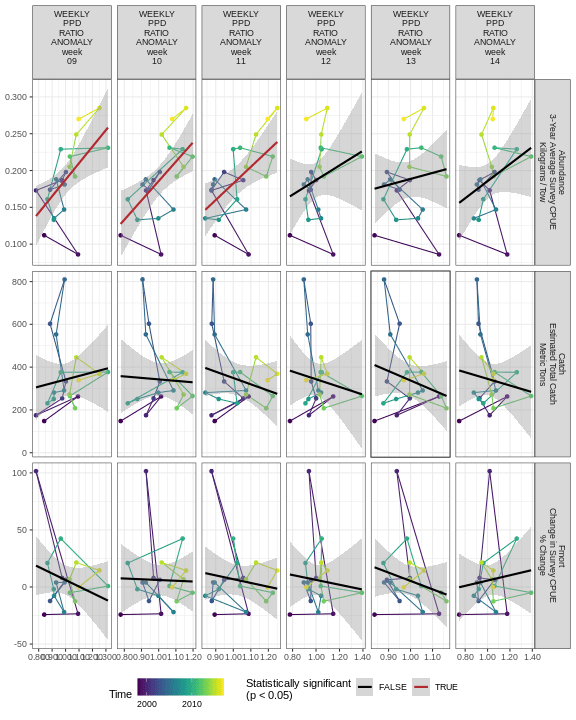 WEEKLY
PPD
RATIO
ANOMALY
week
09
WEEKLY
PPD
RATIO
ANOMALY
week
10
WEEKLY
PPD
RATIO
ANOMALY
week
11
WEEKLY
PPD
RATIO
ANOMALY
week
12
WEEKLY
PPD
RATIO
ANOMALY
week
13
WEEKLY
PPD
RATIO
ANOMALY
week
14
0.300
0.250
0.200
0.150
0.100
Abundance
3-Year Average Survey CPUE
Kilograms / Tow
800
600
400
200
0
Catch
Estimated Total Catch
Metric Tons
100
50
0
-50
Fmort
Change in Survey CPUE
% Change
0.80 0.90 1.00 1.10 1.20 1.30
0.80 0.90 1.00 1.10 1.20
0.90 1.00 1.10 1.20
0.80 1.00 1.20 1.40
0.90 1.00 1.10
0.80 1.00 1.20 1.40
Time
2000 2010
Statistically significant
(p < 0.05)
FALSE
TRUE